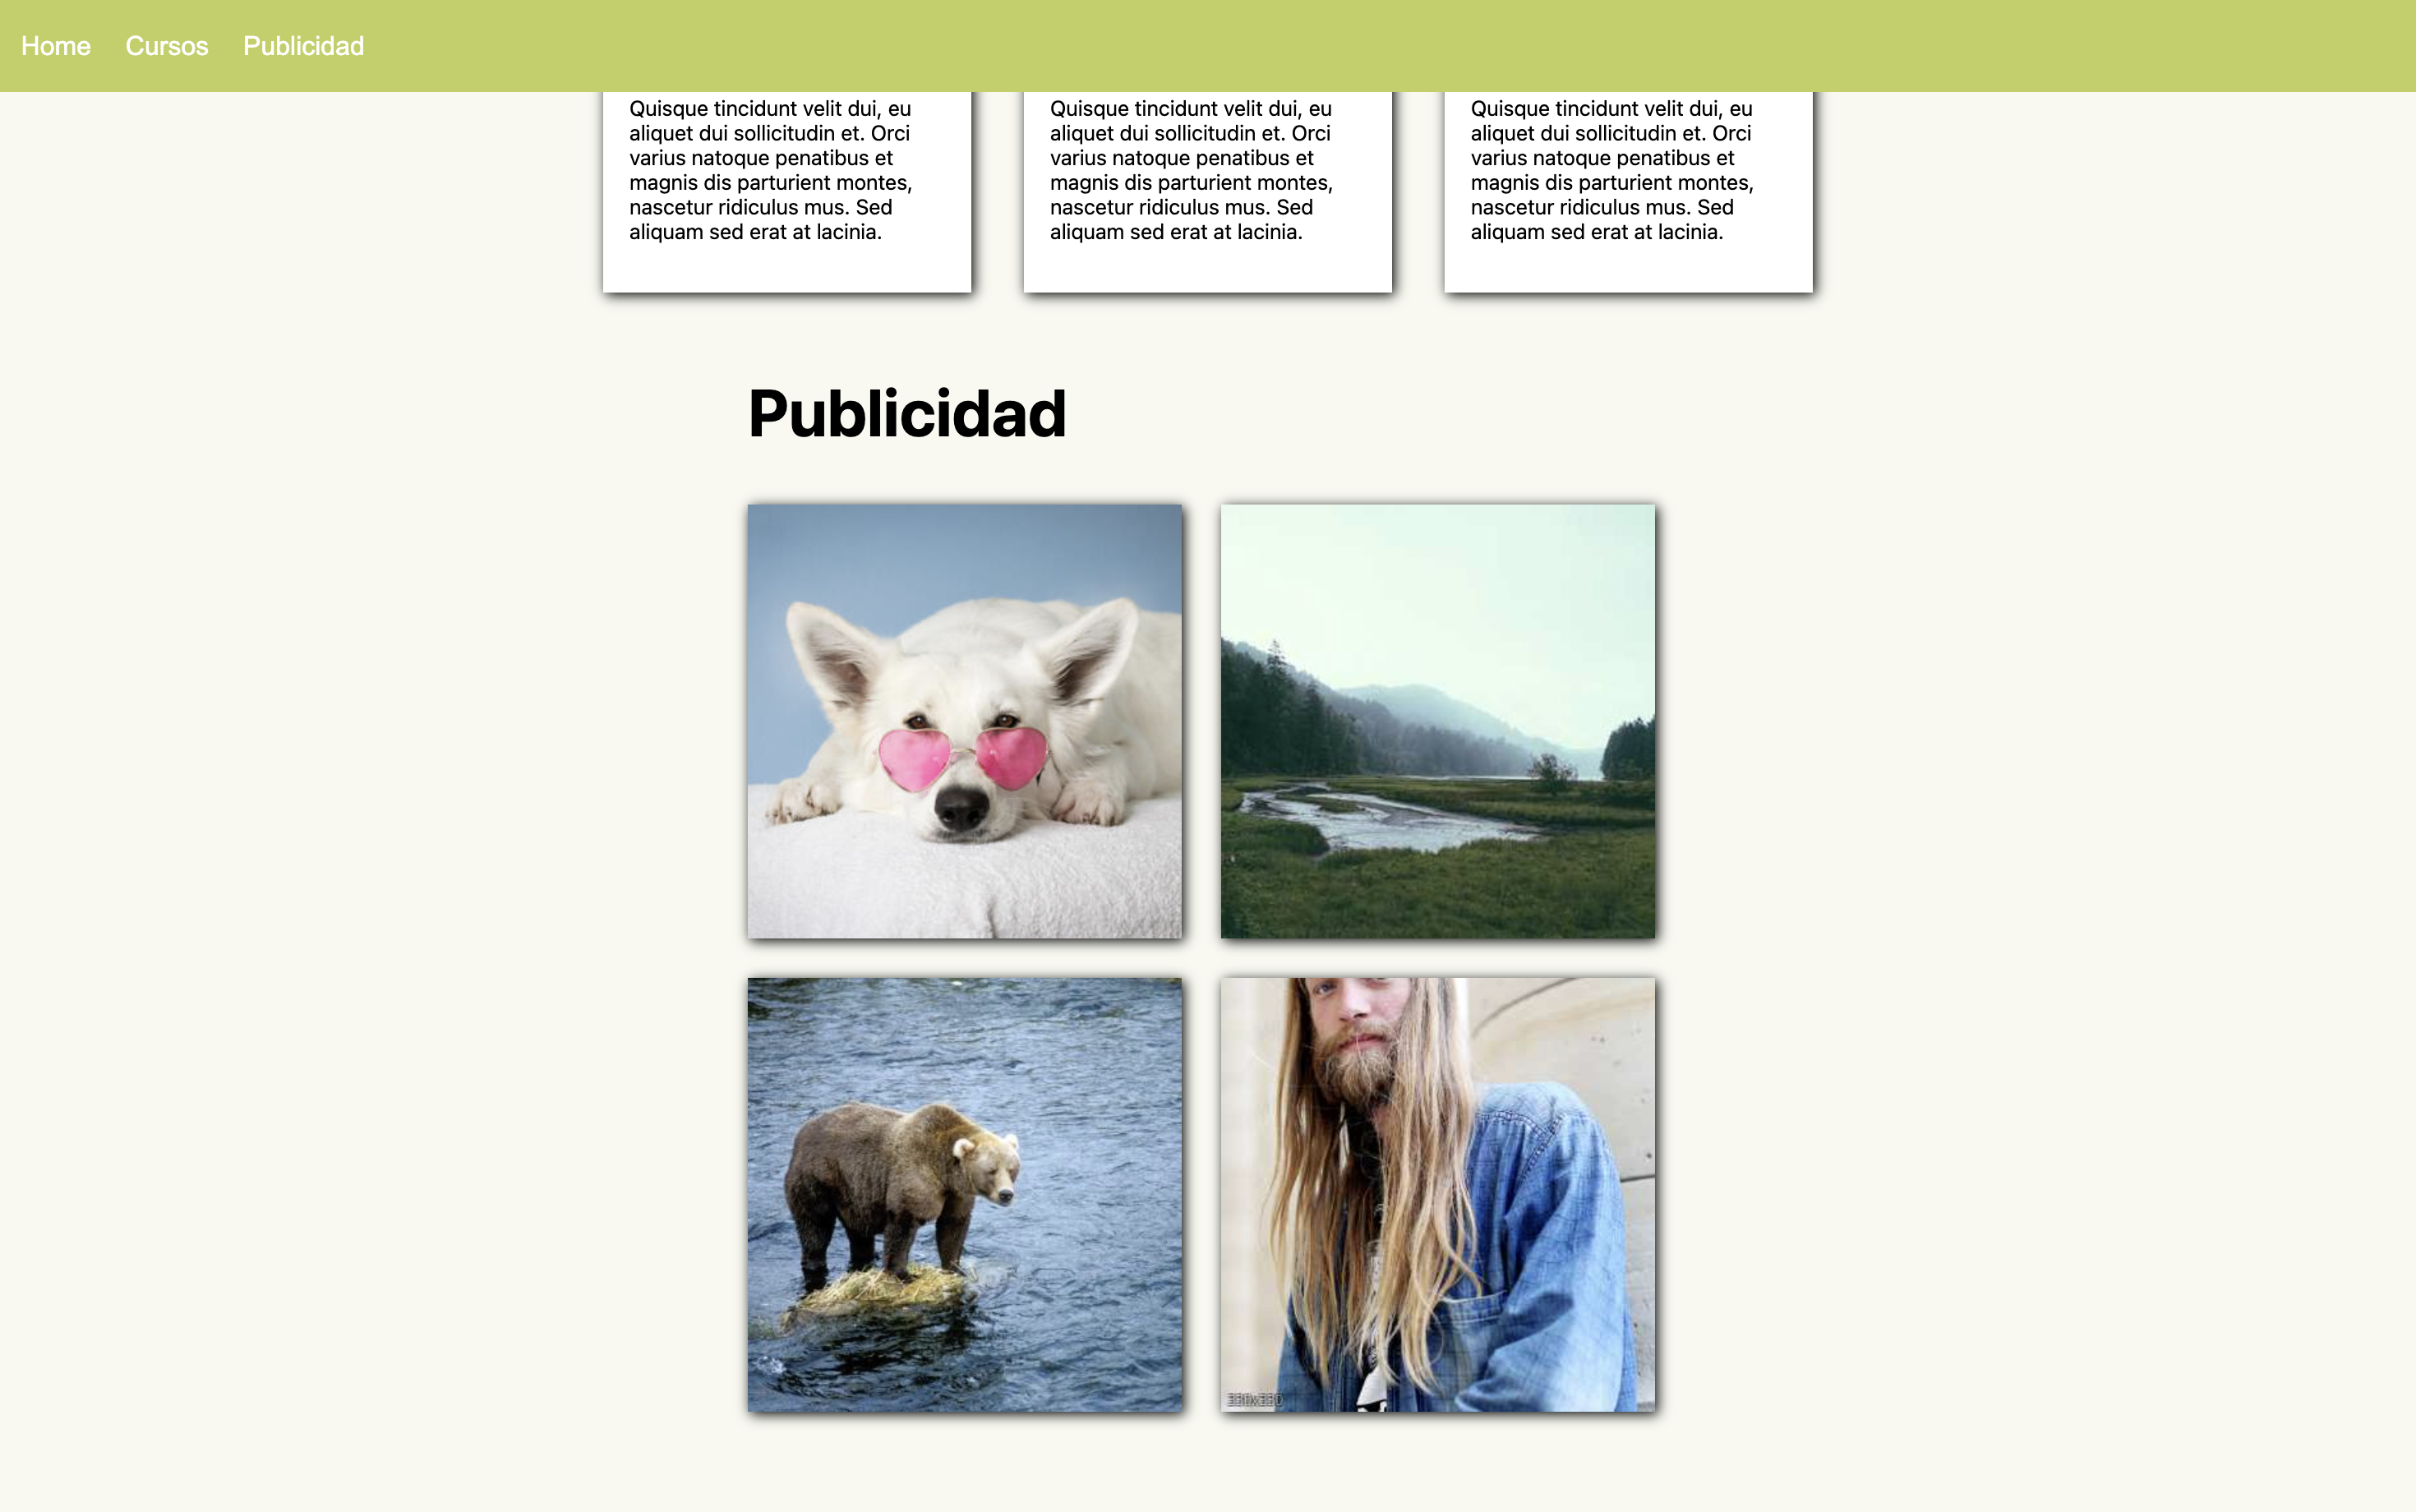 Home Cursos Publicidad
Quisque tincidunt velit dui, eu
aliquet dui sollicitudin et. Orci
varius natoque penatibus et
magnis dis parturient montes,
nascetur ridiculus mus. Sed
aliquam sed erat at lacinia.
Quisque tincidunt velit dui, eu
aliquet dui sollicitudin et. Orci
varius natoque penatibus et
magnis dis parturient montes,
nascetur ridiculus mus. Sed
aliquam sed erat at lacinia.
Quisque tincidunt velit dui, eu
aliquet dui sollicitudin et. Orci
varius natoque penatibus et
magnis dis parturient montes,
nascetur ridiculus mus. Sed
aliquam sed erat at lacinia.
Publicidad
330x330